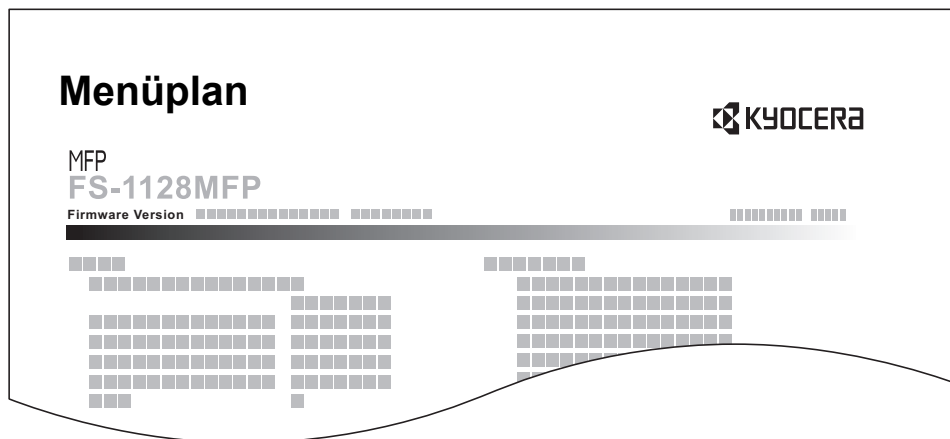 Menüplan
KYOCERA
MFP
FS-1128MFP
Firmware Version